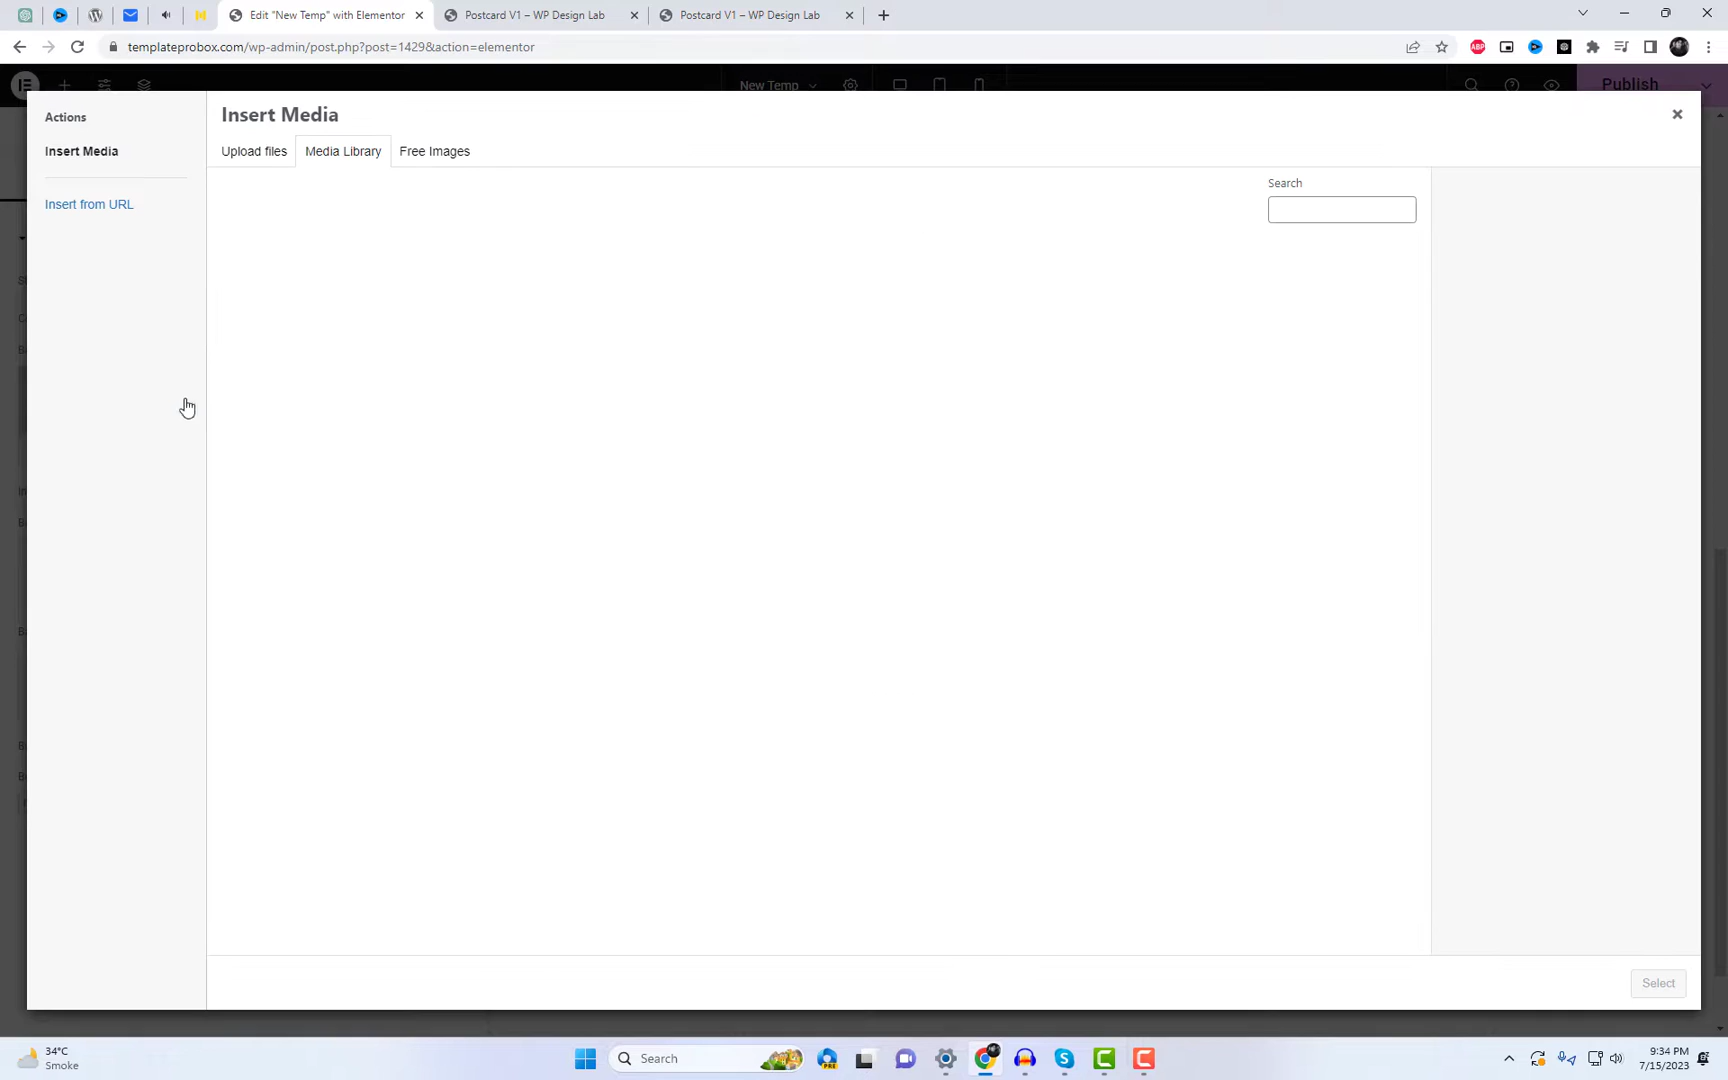 Edit "New Temp" with Elementor
Postcard V1 – WP Design Lab
Postcard V1 – WP Design Lab
templateprobox.com/wp-admin/post.php?post=1429&action=elementor
ABP
New Temp
Publish
Actions
Insert Media
Insert from URL
Insert Media
Upload files
Media Library
Free Images
Search
Select
34°C
Smoke
Search
PRE
9:34 PM
7/15/2023